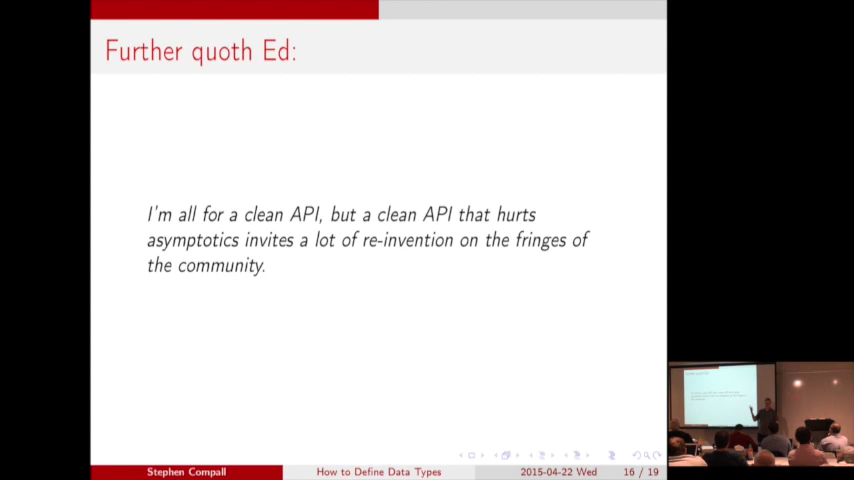 Further quoth Ed:
I'm all for a clean API, but a clean API that hurts
asymptotics invites a lot of re-invention on the fringes of
the community.
Stephen Compall
How to Define Data Types
2015-04-22 Wed
16 / 19